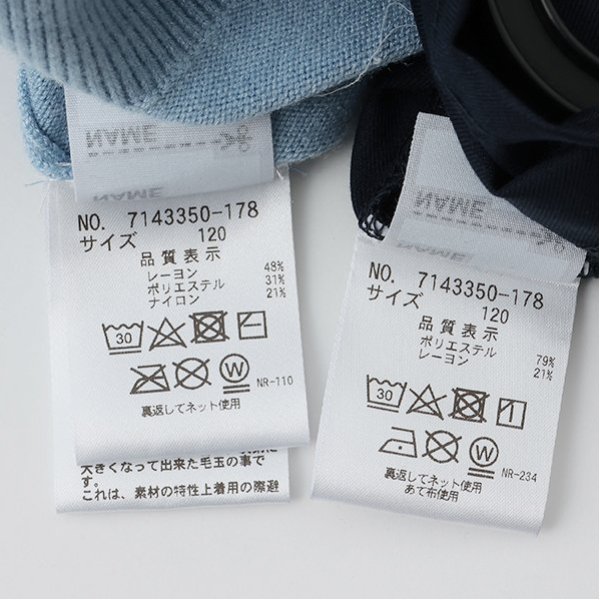 NAME
NAME
NO. 7143350-178
サイズ 120
品質表示
レーヨン 48%
ポリエステル 31%
ナイロン 21%
30
W
NR-110
裏返してネット使用
大きくなって出来た毛玉の事で
す。
これは、素材の特性上着用の際避
NAME
NAME
NO. 7143350-178
サイズ 120
品質表示
ポリエステル 79%
レーヨン 21%
30
W
NR-234
裏返してネット使用
あて布使用